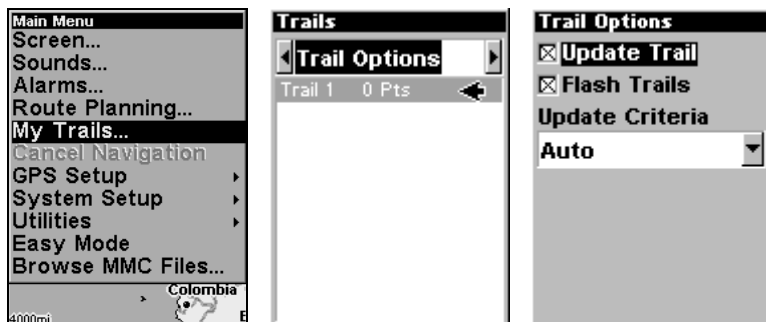 Main Menu
Screen...
Sounds...
Alarms...
Route Planning...
My Trails...
Cancel Navigation
GPS Setup
System Setup
Utilities
Easy Mode
Browse MMC Files...
Colombia
4000mi
E
Trails
Trail Options
Trail 1 0 Pts
Trail Options
Update Trail
Flash Trails
Update Criteria
Auto